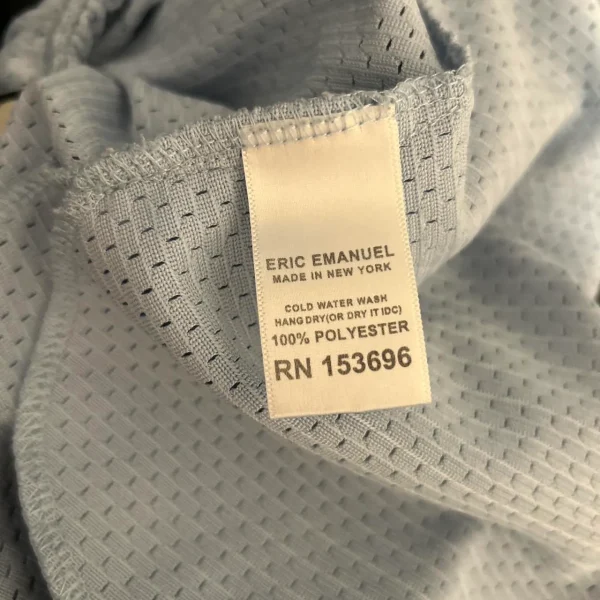 ERIC EMANUEL
MADE IN NEW YORK
COLD WATER WASH
HANG DRY(OR DRY IT IDC)
100% POLYESTER
RN 153696